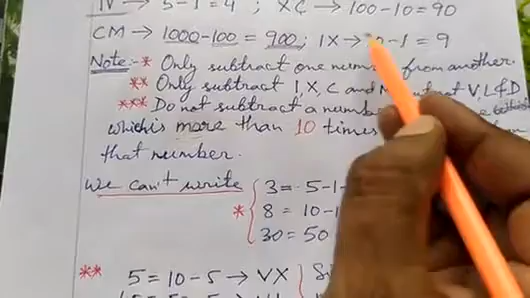 IV → 5-1=4 ; XC → 100-10=90
CM → 1000-100 = 900; IX → -1=9
Note:-* Only subtract one number from another.
** Only subtract I, X, C and M, not V, L & D
*** Do not subtract a number
which is more than 10 times
that number.
We can't write { 3 = 5-1-
* 8 = 10-1
30 = 50
** 5 = 10-5 → VX